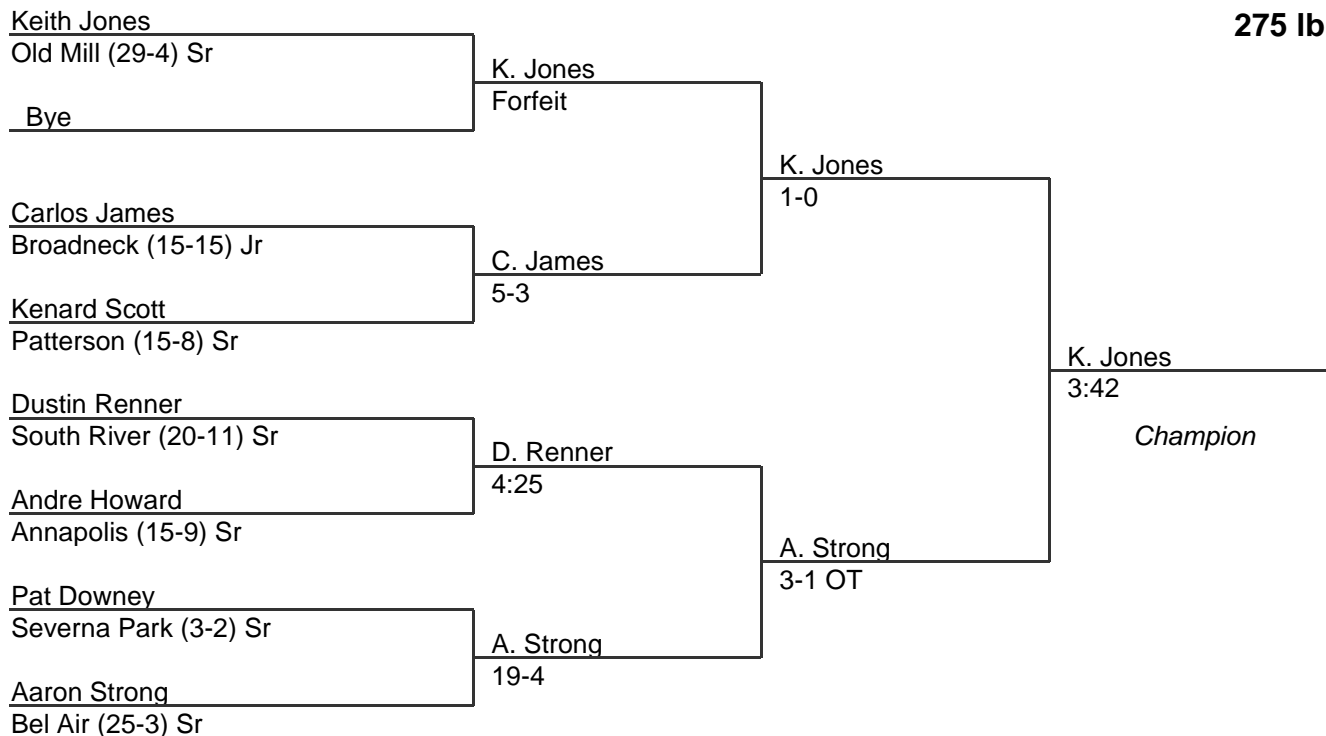 275 lb
Keith Jones
Old Mill (29-4) Sr
Bye
K. Jones
Forfeit
Carlos James
Broadneck (15-15) Jr
Kenard Scott
Patterson (15-8) Sr
C. James
5-3
K. Jones
1-0
Dustin Renner
South River (20-11) Sr
Andre Howard
Annapolis (15-9) Sr
D. Renner
4:25
Pat Downey
Severna Park (3-2) Sr
Aaron Strong
Bel Air (25-3) Sr
A. Strong
19-4
A. Strong
3-1 OT
K. Jones
3:42
Champion